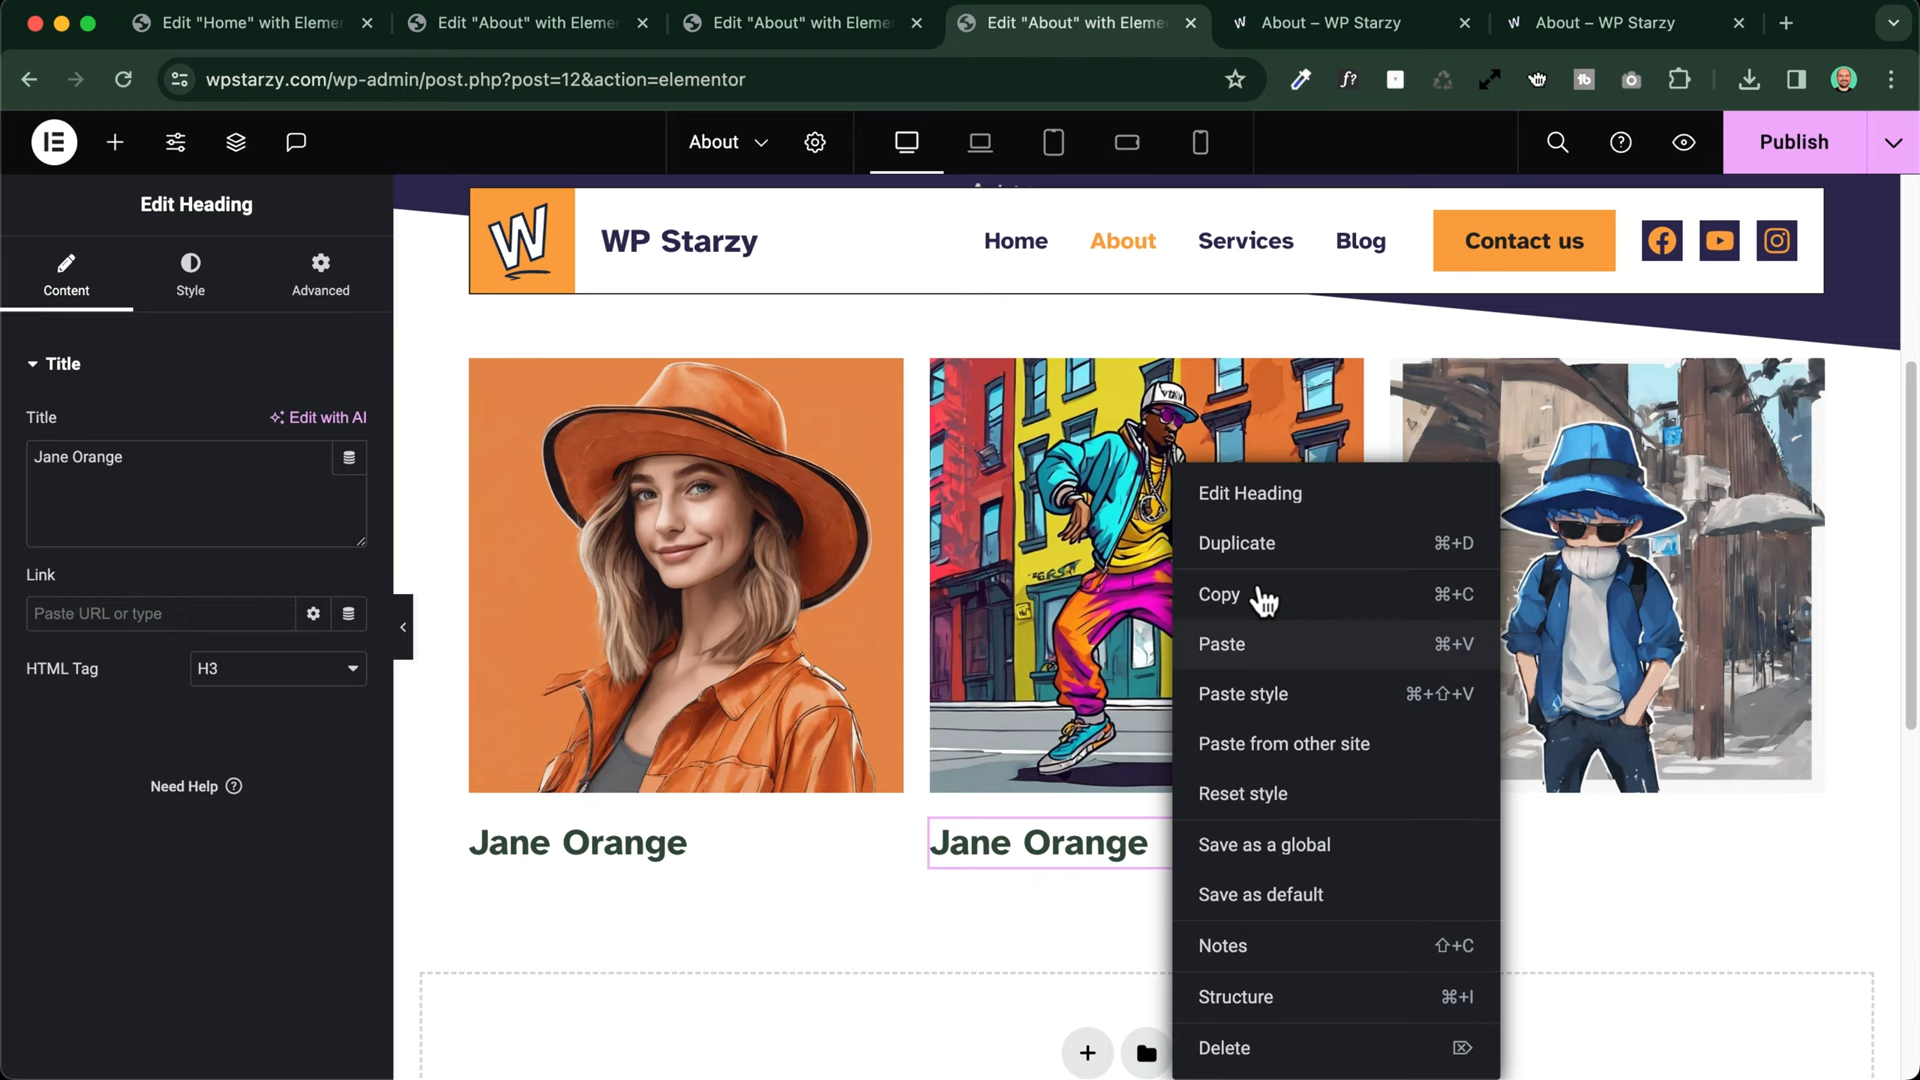 Edit "Home" with Eleme
Edit "About" with Eleme
Edit "About" with Eleme
Edit "About" with Eleme
About – WP Starzy
About – WP Starzy
wpstarzy.com/wp-admin/post.php?post=12&action=elementor
f?
tb
About
Publish
Edit Heading
Content
Style
Advanced
Title
Title
Edit with AI
Jane Orange
Link
Paste URL or type
HTML Tag
H3
Need Help
W
WP Starzy
Home
About
Services
Blog
Contact us
Jane Orange
Jane Orange
Edit Heading
Duplicate ⌘+D
Copy ⌘+C
Paste ⌘+V
Paste style ⌘+⇧+V
Paste from other site
Reset style
Save as a global
Save as default
Notes ⇧+C
Structure ⌘+I
Delete ⌦